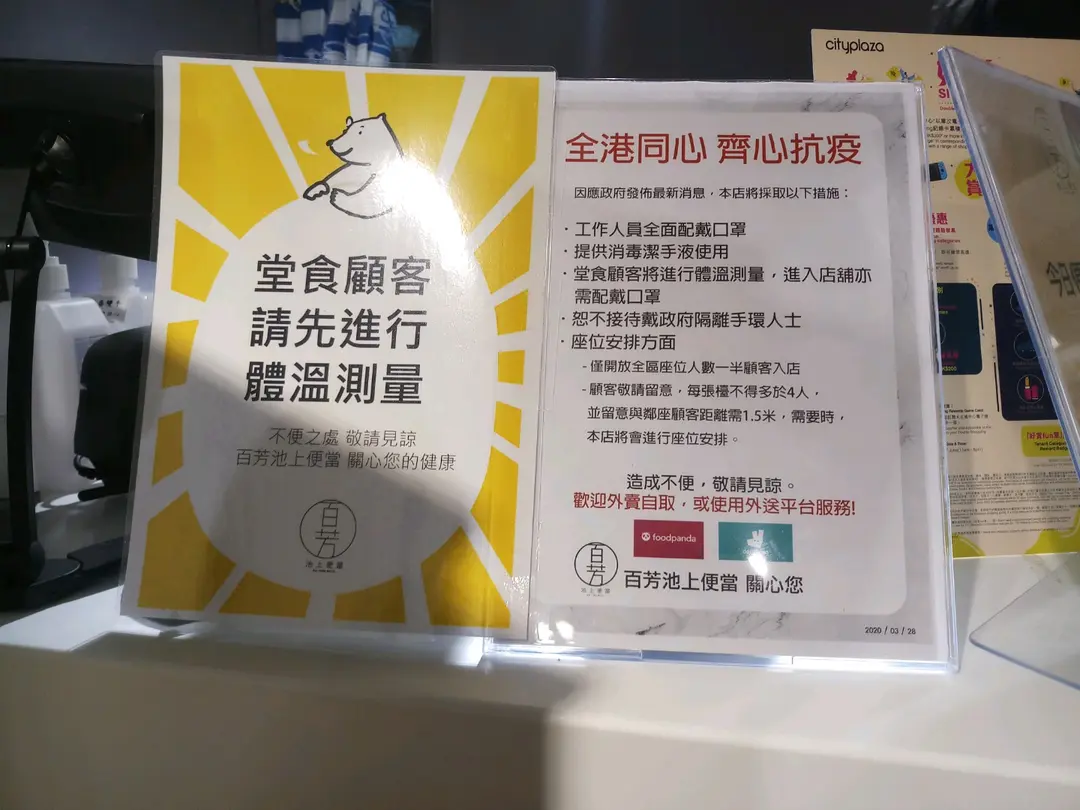 堂食顧客
請先進行
體溫測量
不便之處 敬請見諒
百芳池上便當 關心您的健康
百芳
池上便當
全港同心 齊心抗疫
因應政府發佈最新消息，本店將採取以下措施：
·工作人員全面配戴口罩
·提供消毒潔手液使用
·堂食顧客將進行體溫測量，進入店舖亦
需配戴口罩
·恕不接待戴政府隔離手環人士
·座位安排方面
-僅開放全區座位人數一半顧客入店
-顧客敬請留意，每張檯不得多於4人，
並留意與鄰座顧客距離需1.5米，需要時，
本店將會進行座位安排。
造成不便，敬請見諒。
歡迎外賣自取，或使用外送平台服務!
foodpanda
百芳
池上便當
百芳池上便當 關心您
2020 / 03 / 28
cityplaza